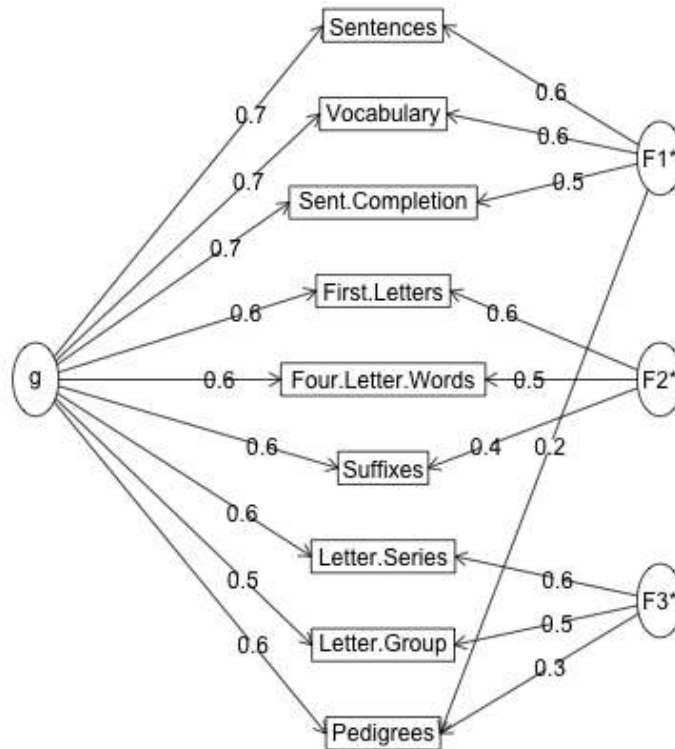 Sentences
0.6
0.7
Vocabulary
0.6
F1*
0.7
Sent.Completion
0.5
0.7
First.Letters
0.6
0.6
g
0.6
Four.Letter.Words
0.5
F2*
0.6
Suffixes
0.4
0.2
0.6
Letter.Series
0.6
F3*
0.5
Letter.Group
0.5
0.6
0.3
Pedigrees